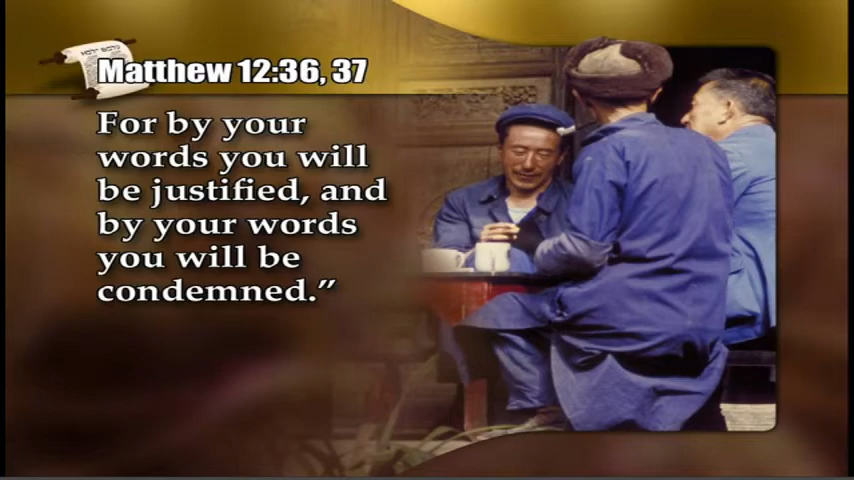 Matthew 12:36, 37
For by your
words you will
be justified, and
by your words
you will be
condemned.”